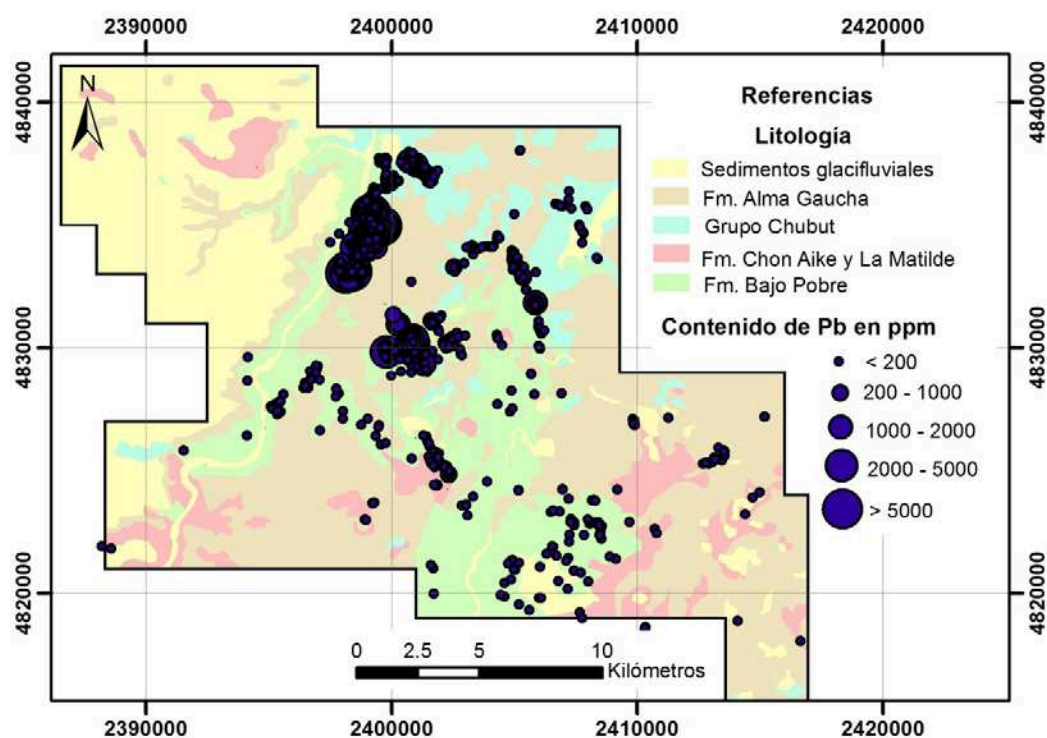 2390000 2400000 2410000 2420000
4840000 4840000
N
Referencias
Litología
Sedimentos glacifluviales
Fm. Alma Gaucha
Grupo Chubut
Fm. Chon Aike y La Matilde
Fm. Bajo Pobre
Contenido de Pb en ppm
< 200
200 - 1000
1000 - 2000
2000 - 5000
> 5000
4830000 4830000
4820000 4820000
0 2.5 5 10
Kilómetros
2390000 2400000 2410000 2420000